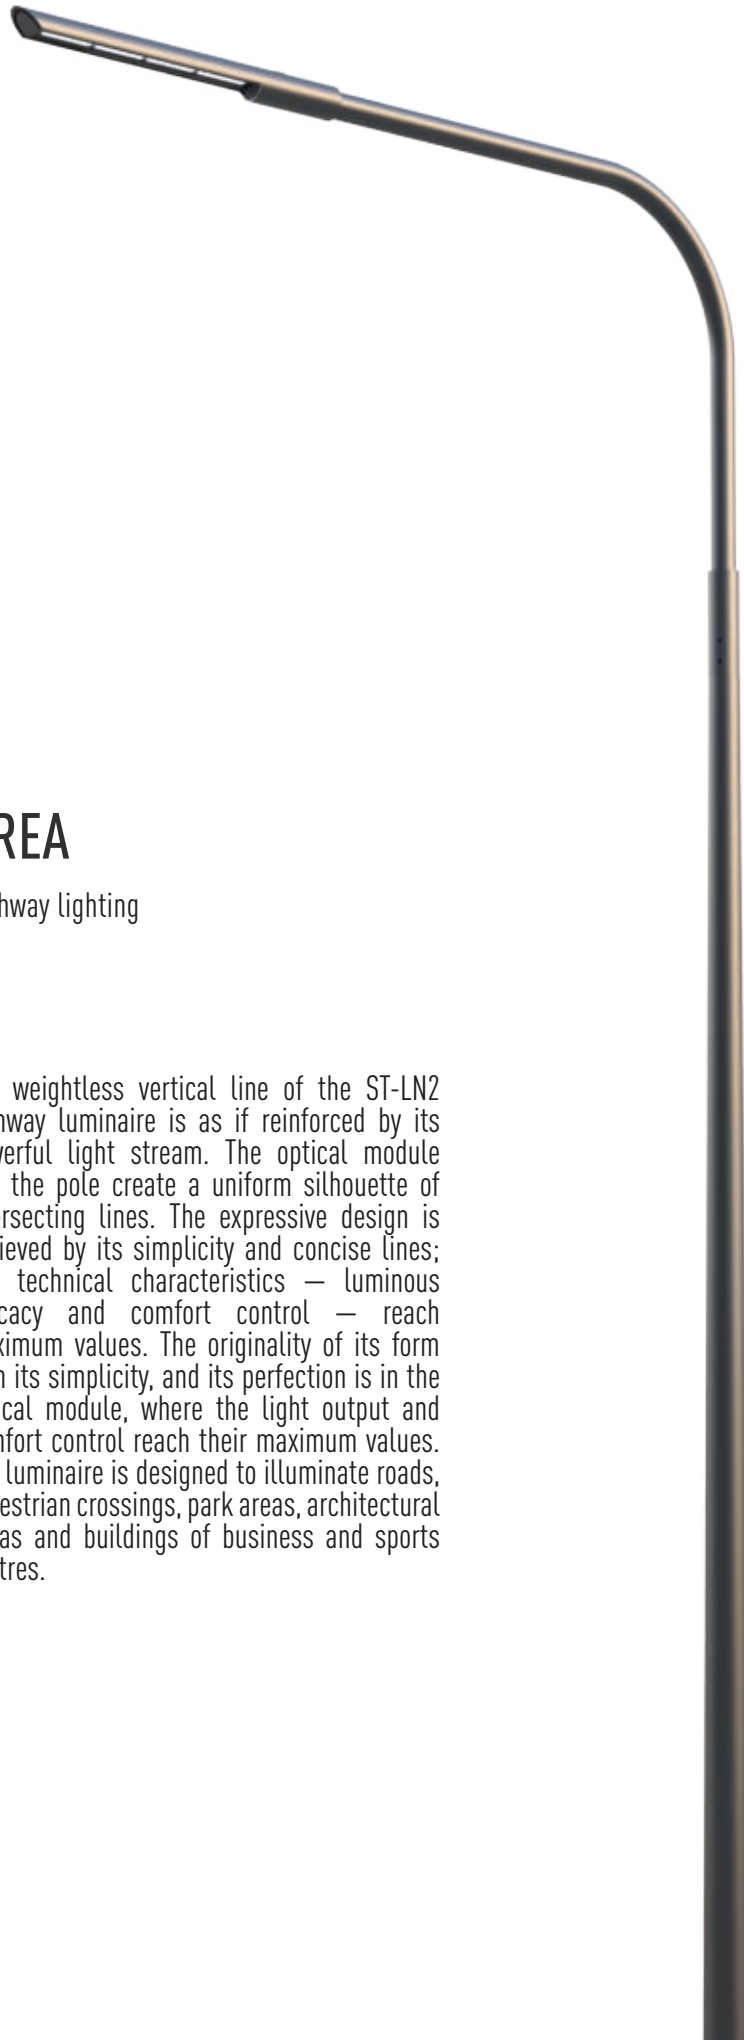 REA
hway lighting
weightless vertical line of the ST-LN2
hway luminaire is as if reinforced by its
verful light stream. The optical module
the pole create a uniform silhouette of
ersecting lines. The expressive design is
ieved by its simplicity and concise lines;
technical characteristics — luminous
cacy and comfort control — reach
ximum values. The originality of its form
n its simplicity, and its perfection is in the
ical module, where the light output and
nfort control reach their maximum values.
luminaire is designed to illuminate roads,
estrian crossings, park areas, architectural
as and buildings of business and sports
tres.